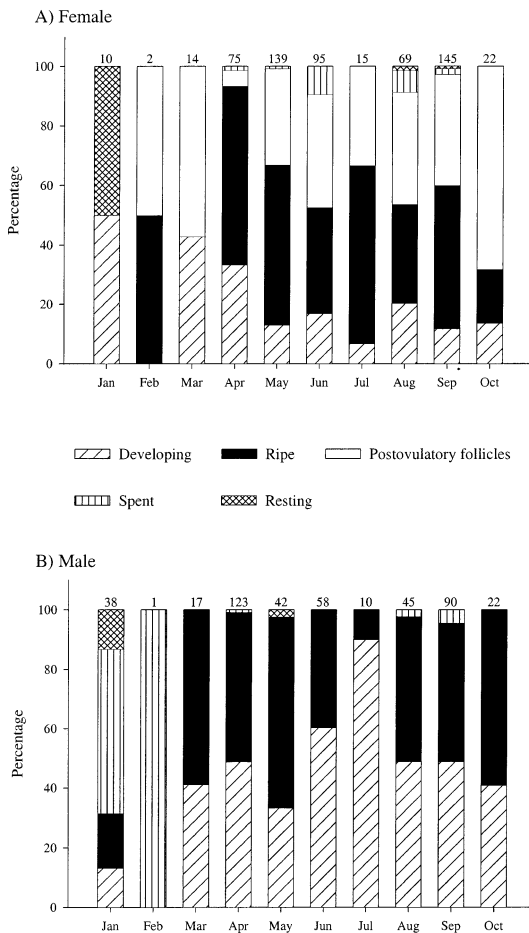 A) Female
10 2 14 75 139 95 15 69 145 22
100
80
60
40
20
0
Percentage
Jan Feb Mar Apr May Jun Jul Aug Sep Oct
Developing Ripe Postovulatory follicles
Spent Resting
B) Male
38 1 17 123 42 58 10 45 90 22
100
80
60
40
20
0
Percentage
Jan Feb Mar Apr May Jun Jul Aug Sep Oct